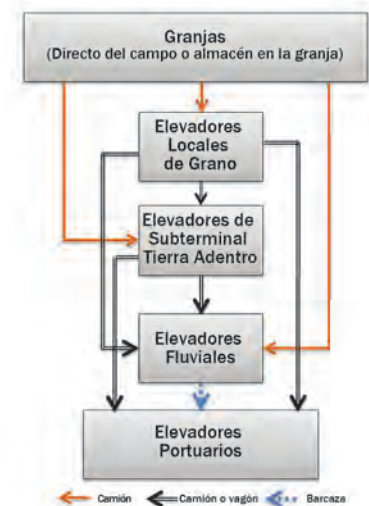 Granjas
(Directo del campo o almacén en la granja)
Elevadores
Locales
de Grano
Elevadores de
Subterminal
Tierra Adentro
Elevadores
Fluviales
Elevadores
Portuarios
Camión
Camión o vagón
Barcaza